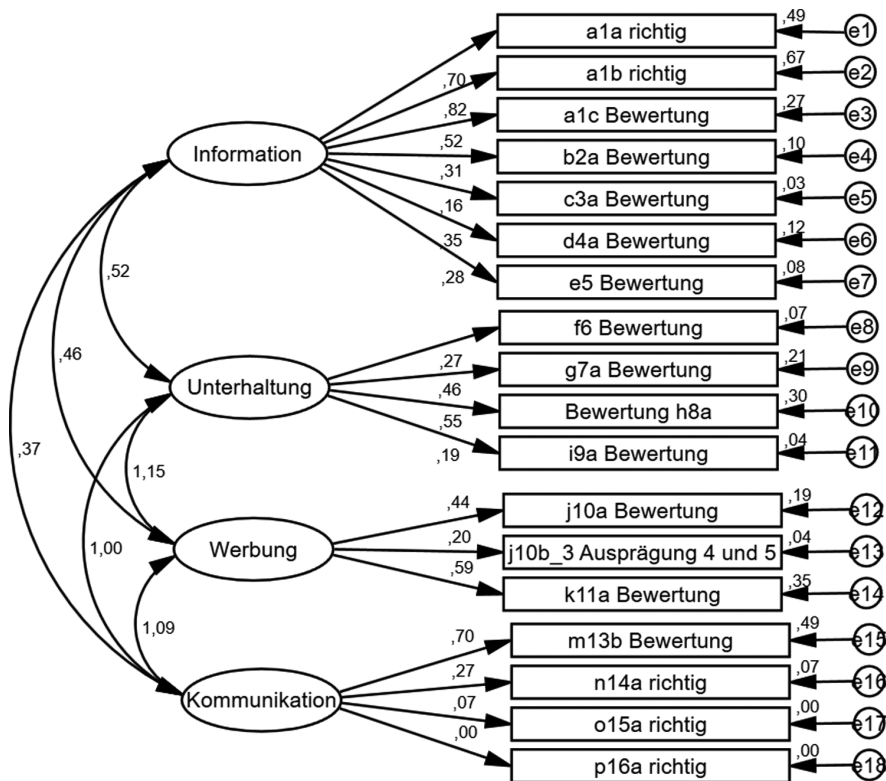 a1a richtig ,49 e1
,70 a1b richtig ,67 e2
,82 a1c Bewertung ,27 e3
Information ,52 b2a Bewertung ,10 e4
,31 c3a Bewertung ,03 e5
,16 d4a Bewertung ,12 e6
,35 e5 Bewertung ,08 e7
,28
,52
f6 Bewertung ,07 e8
,46
,27 g7a Bewertung ,21 e9
Unterhaltung ,46 Bewertung h8a ,30 e10
,55 i9a Bewertung ,04 e11
,37 ,19
1,15
,44 j10a Bewertung ,19 e12
1,00 Werbung ,20 j10b_3 Ausprägung 4 und 5 ,04 e13
,59 k11a Bewertung ,35 e14
1,09
,70 m13b Bewertung ,49 e15
Kommunikation ,27 n14a richtig ,07 e16
,07 o15a richtig ,00 e17
,00 p16a richtig ,00 e18